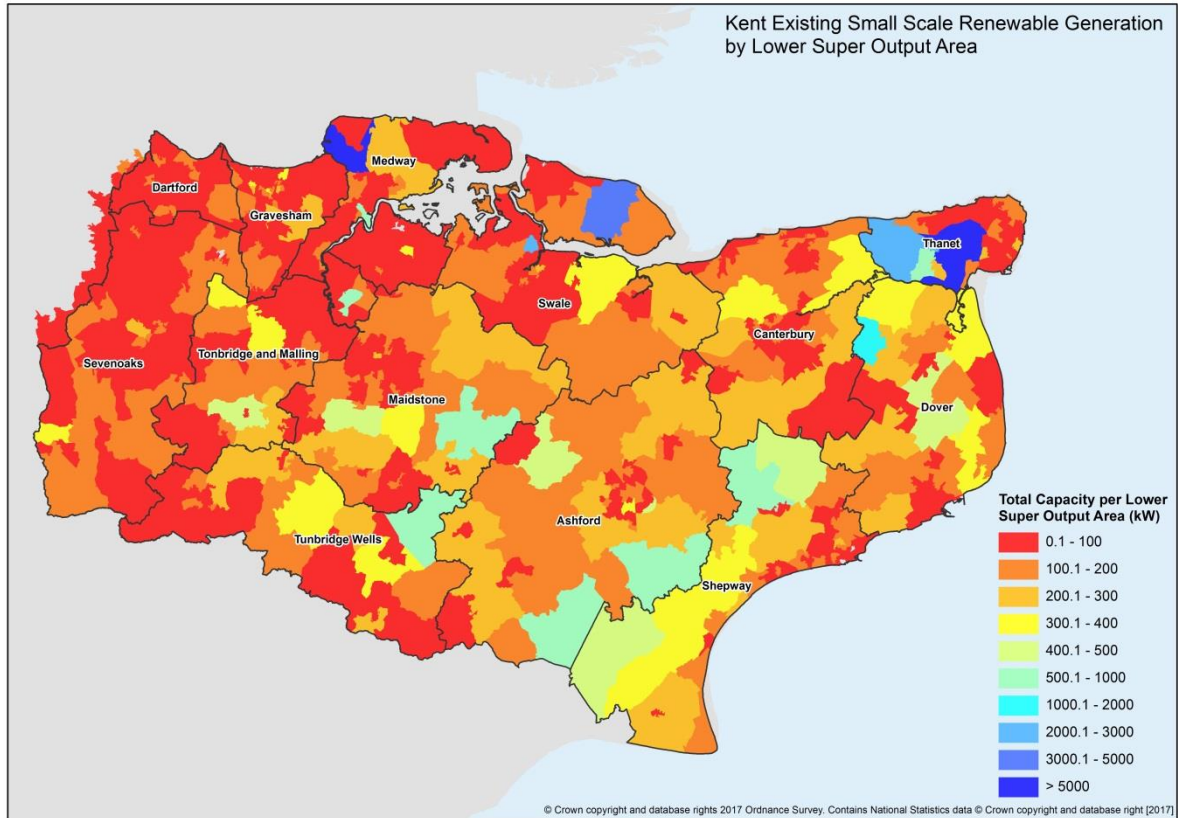 Kent Existing Small Scale Renewable Generation
by Lower Super Output Area
Medway
Dartford
Gravesham
Thanet
Swale
Canterbury
Sevenoaks
Tonbridge and Malling
Maidstone
Dover
Ashford
Tunbridge Wells
Shepway
Total Capacity per Lower
Super Output Area (kW)
0.1 - 100
100.1 - 200
200.1 - 300
300.1 - 400
400.1 - 500
500.1 - 1000
1000.1 - 2000
2000.1 - 3000
3000.1 - 5000
> 5000
© Crown copyright and database rights 2017 Ordnance Survey. Contains National Statistics data © Crown copyright and database right [2017]